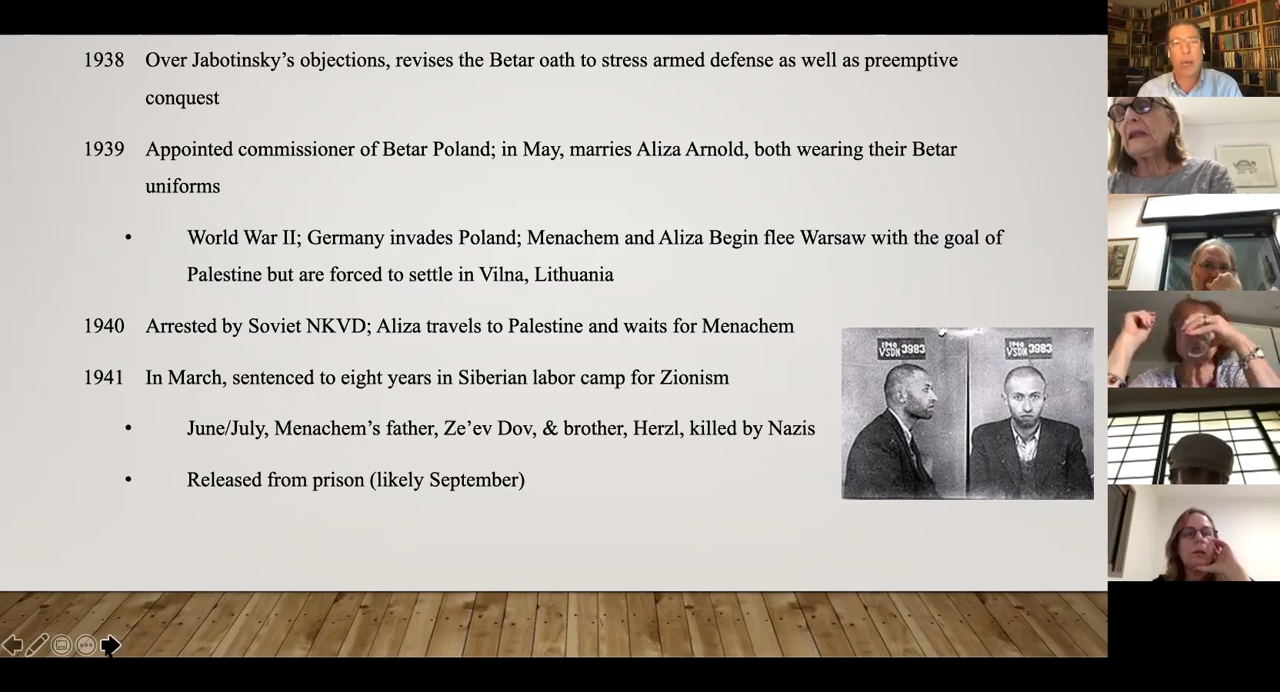 1938 Over Jabotinsky’s objections, revises the Betar oath to stress armed defense as well as preemptive
conquest
1939 Appointed commissioner of Betar Poland; in May, marries Aliza Arnold, both wearing their Betar
uniforms
• World War II; Germany invades Poland; Menachem and Aliza Begin flee Warsaw with the goal of
Palestine but are forced to settle in Vilna, Lithuania
1940 Arrested by Soviet NKVD; Aliza travels to Palestine and waits for Menachem
1941 In March, sentenced to eight years in Siberian labor camp for Zionism
• June/July, Menachem’s father, Ze’ev Dov, & brother, Herzl, killed by Nazis
• Released from prison (likely September)
1940
VSDN 3983
1940
VSDN 3983